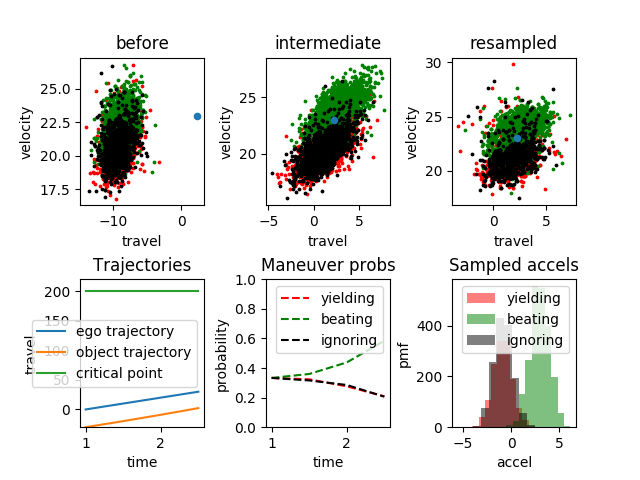 before
intermediate
resampled
velocity
25.0
22.5
20.0
17.5
−10
0
travel
velocity
25
20
−5
0
5
travel
velocity
30
25
20
0
5
travel
Trajectories
Maneuver probs
Sampled accels
travel
200
150
100
50
0
ego trajectory
object trajectory
critical point
1
2
time
probability
1.0
0.8
0.6
0.4
0.2
0.0
yielding
beating
ignoring
1
2
time
pmf
400
200
0
yielding
beating
ignoring
−5
0
5
accel